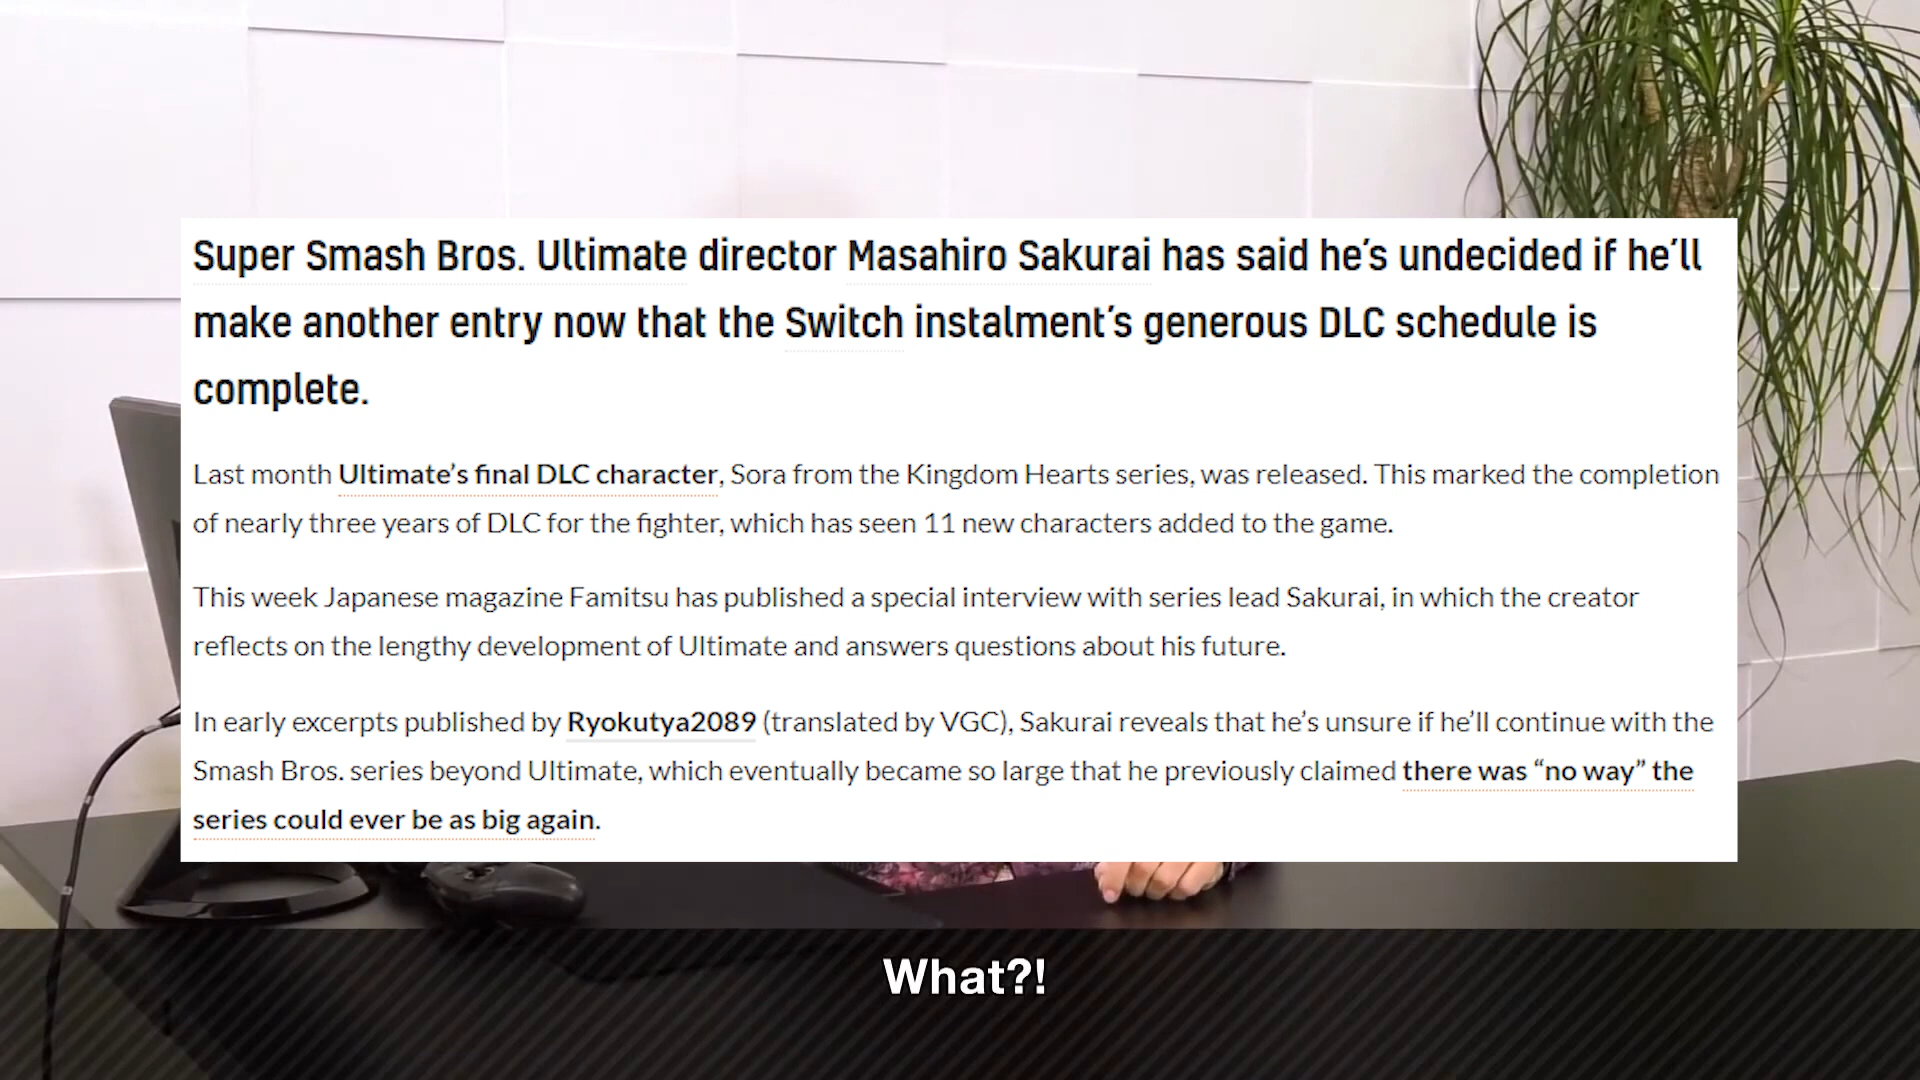 Super Smash Bros. Ultimate director Masahiro Sakurai has said he's undecided if he'll
make another entry now that the Switch instalment's generous DLC schedule is
complete.
Last month Ultimate's final DLC character, Sora from the Kingdom Hearts series, was released. This marked the completion
of nearly three years of DLC for the fighter, which has seen 11 new characters added to the game.
This week Japanese magazine Famitsu has published a special interview with series lead Sakurai, in which the creator
reflects on the lengthy development of Ultimate and answers questions about his future.
In early excerpts published by Ryokutya2089 (translated by VGC), Sakurai reveals that he's unsure if he'll continue with the
Smash Bros. series beyond Ultimate, which eventually became so large that he previously claimed there was “no way” the
series could ever be as big again.
What?!